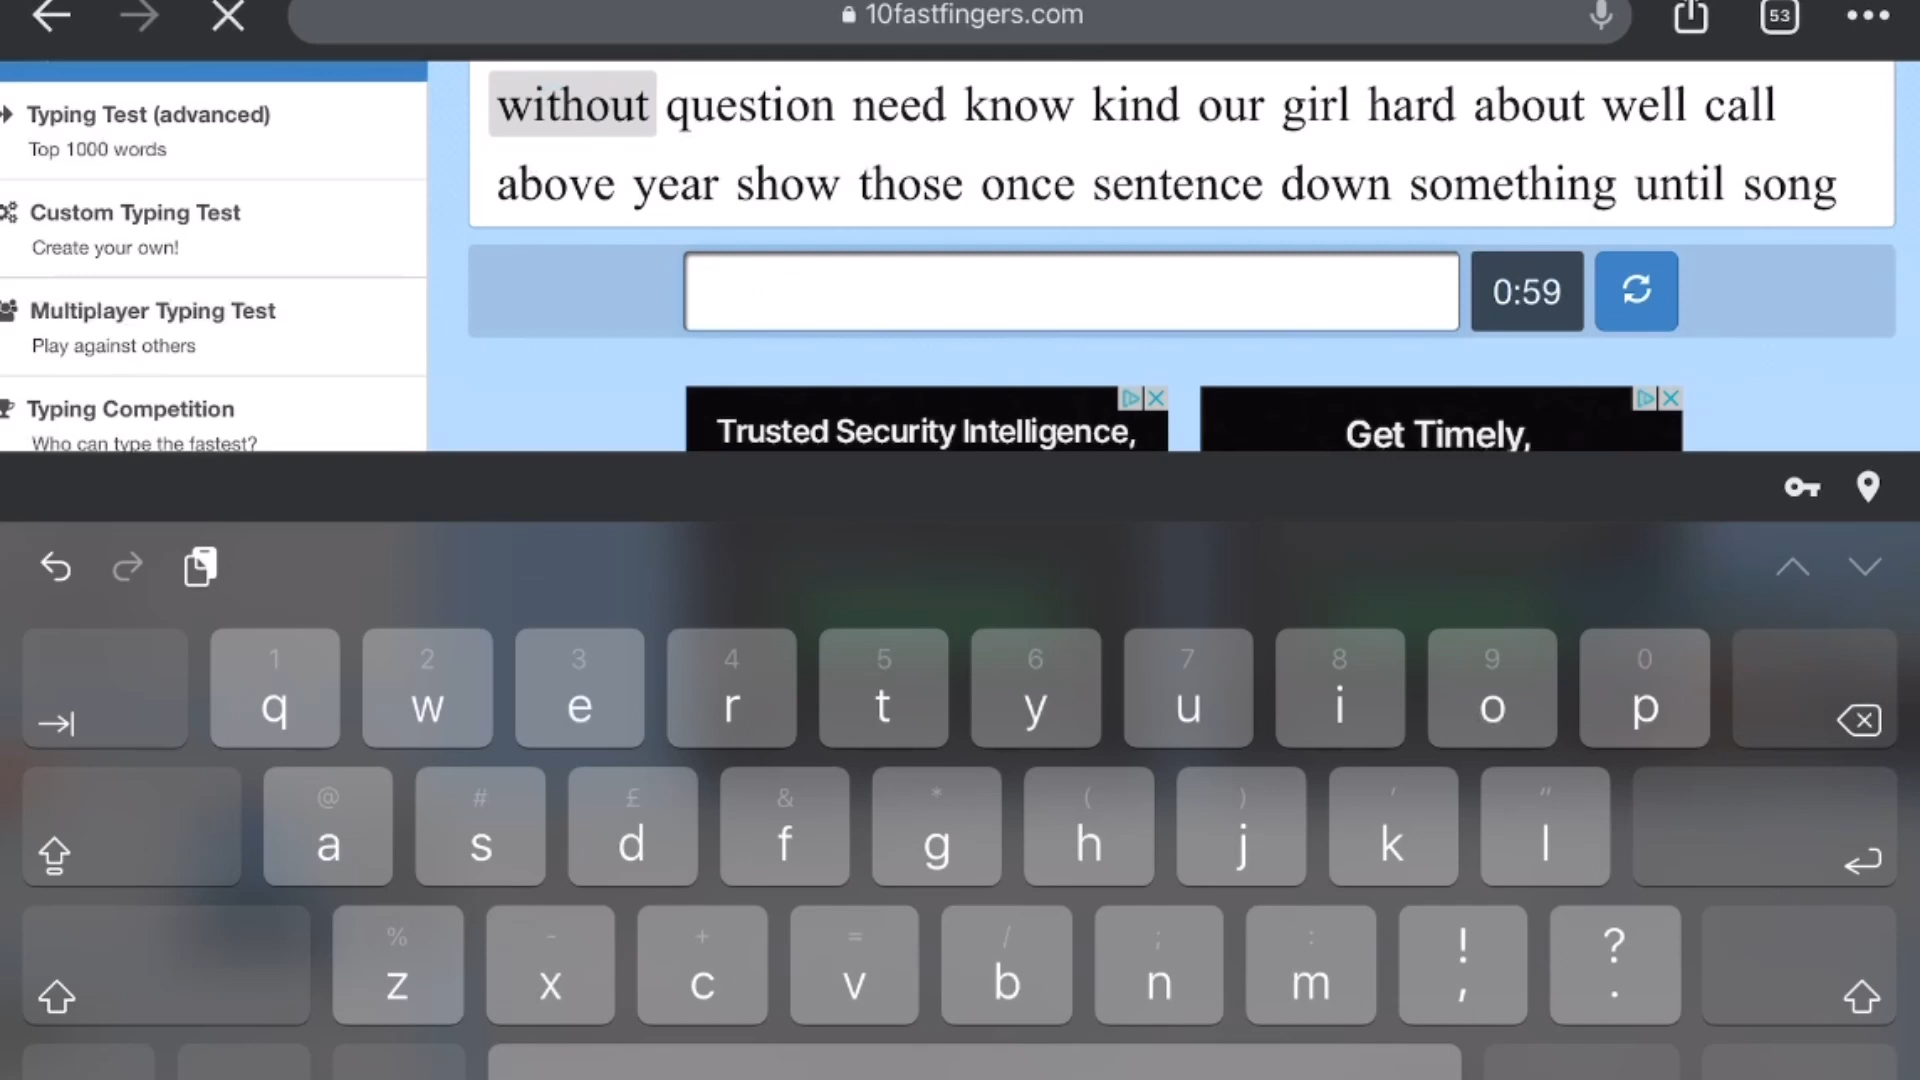 10fastfingers.com
53
Typing Test (advanced)
Top 1000 words
Custom Typing Test
Create your own!
Multiplayer Typing Test
Play against others
Typing Competition
Who can type the fastest?
without question need know kind our girl hard about well call
above year show those once sentence down something until song
0:59
Trusted Security Intelligence,
Get Timely,
1 2 3 4 5 6 7 8 9 0
q w e r t y u i o p
@ # £ & * ( ) ' "
a s d f g h j k l
% - + = / ; : ! ?
z x c v b n m , .